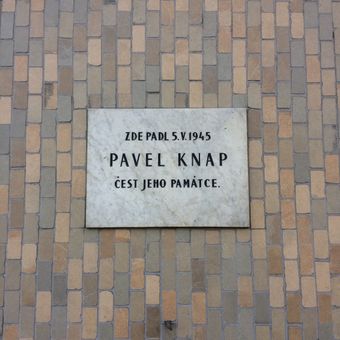 ZDE PADL 5.V.1945
PAVEL KNAP
ČEST JEHO PAMÁTCE.